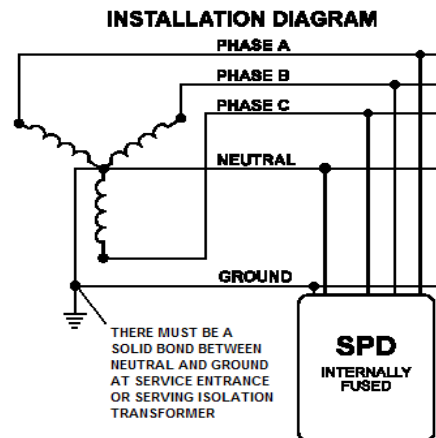 INSTALLATION DIAGRAM
PHASE A
PHASE B
PHASE C
NEUTRAL
GROUND
THERE MUST BE A
SOLID BOND BETWEEN
NEUTRAL AND GROUND
AT SERVICE ENTRANCE
OR SERVING ISOLATION
TRANSFORMER
SPD
INTERNALLY
FUSED